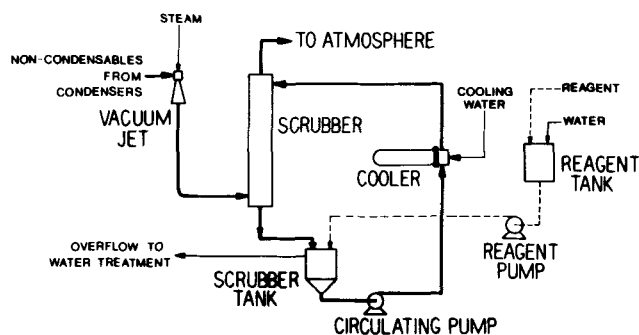 STEAM
TO ATMOSPHERE
NON-CONDENSABLES
FROM
CONDENSERS
VACUUM
JET
SCRUBBER
COOLING
WATER
REAGENT
WATER
COOLER
REAGENT
TANK
REAGENT
PUMP
OVERFLOW TO
WATER TREATMENT
SCRUBBER
TANK
CIRCULATING PUMP